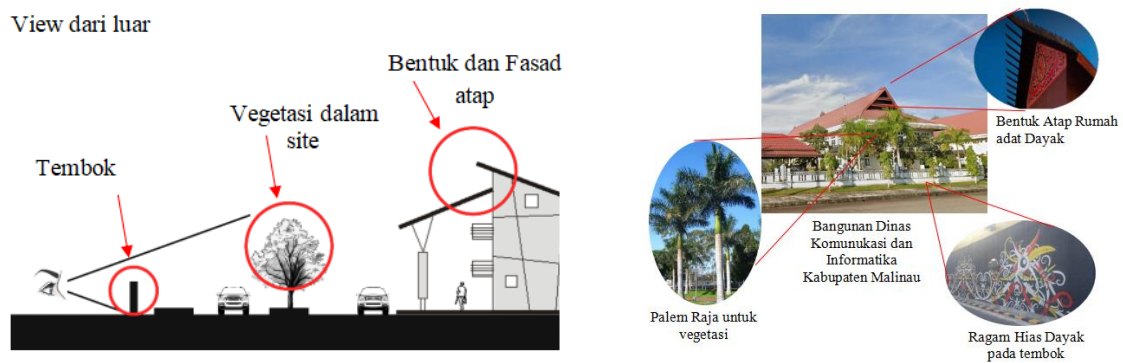 View dari luar
Bentuk dan Fasad
atap
Vegetasi dalam
site
Tembok
Bentuk Atap Rumah
adat Dayak
Bangunan Dinas
Komunukasi dan
Informatika
Kabupaten Malinau
Palem Raja untuk
vegetasi
Ragam Hias Dayak
pada tembok